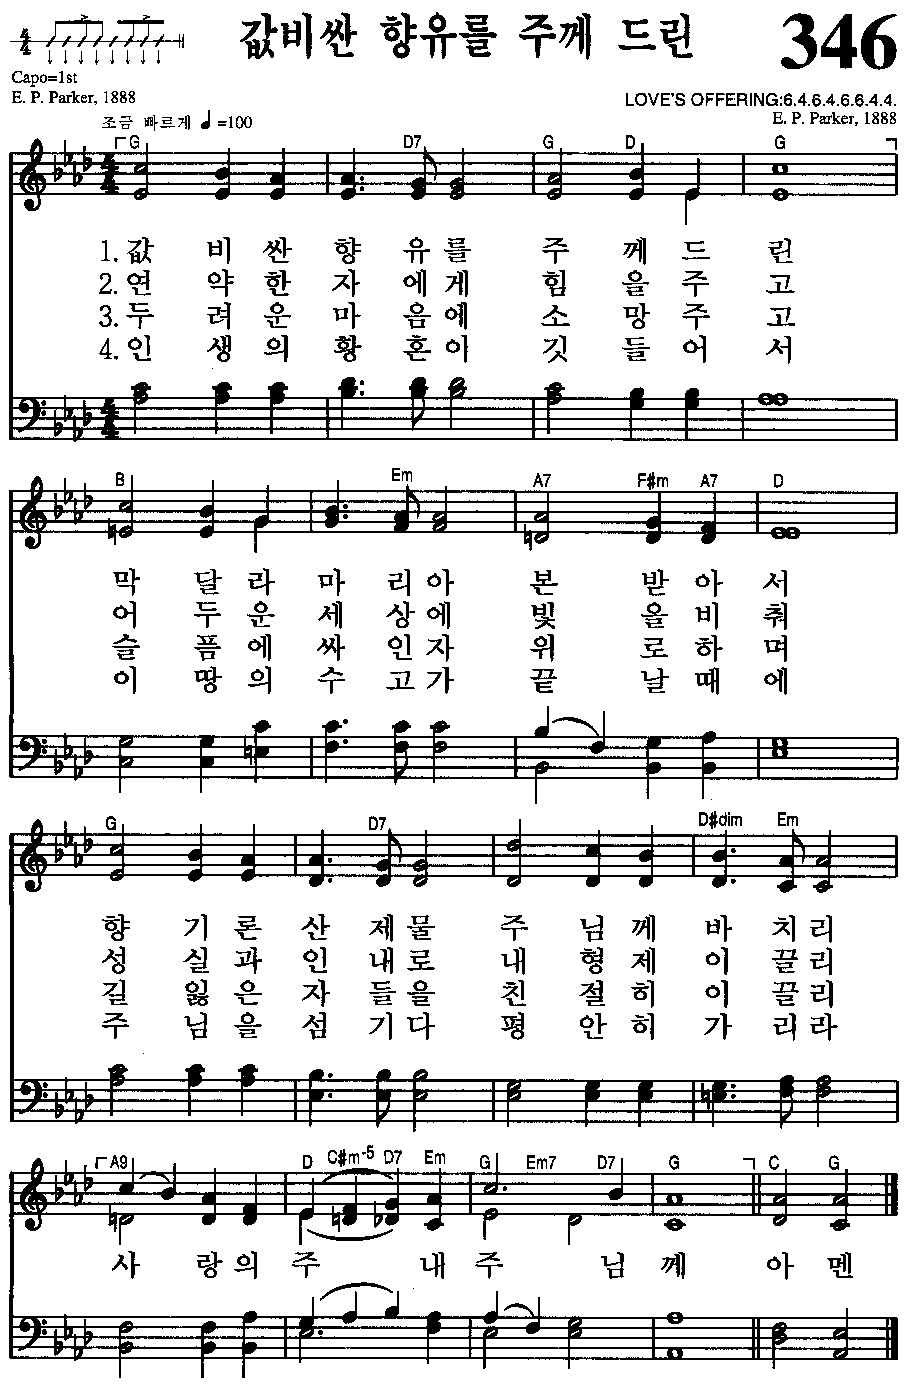 값비싼 향유를 주께 드린 346
Capo=1st
E. P. Parker, 1888
LOVE'S OFFERING:6.4.6.4.6.6.4.4.
E. P. Parker, 1888
조금 빠르게 ♩=100
G D7 G D G
4/4
1. 값 비 싼 향 유 를 주 께 드 린
2. 연 약 한 자 에 게 힘 을 주 고
3. 두 려 운 마 음 에 소 망 주 고
4. 인 생 의 황 혼 이 깃 들 어 서
B Em A7 F#m A7 D
막 달 라 마 리 아 본 받 아 서
어 두 운 세 상 에 빛 을 비 춰
슬 픔 에 싸 인 자 위 로 하 며
이 땅 의 수 고 가 끝 날 때 에
G D7 D#dim Em
향 기 론 산 제 물 주 님 께 바 치 리
성 실 과 인 내 로 내 형 제 이 끌 리
길 잃 은 자 들 을 친 절 히 이 끌 리
주 님 을 섬 기 다 평 안 히 가 리 라
A9 D C#m-5 D7 Em G Em7 D7 G C G
사 랑 의 주 내 주 님 께 아 멘